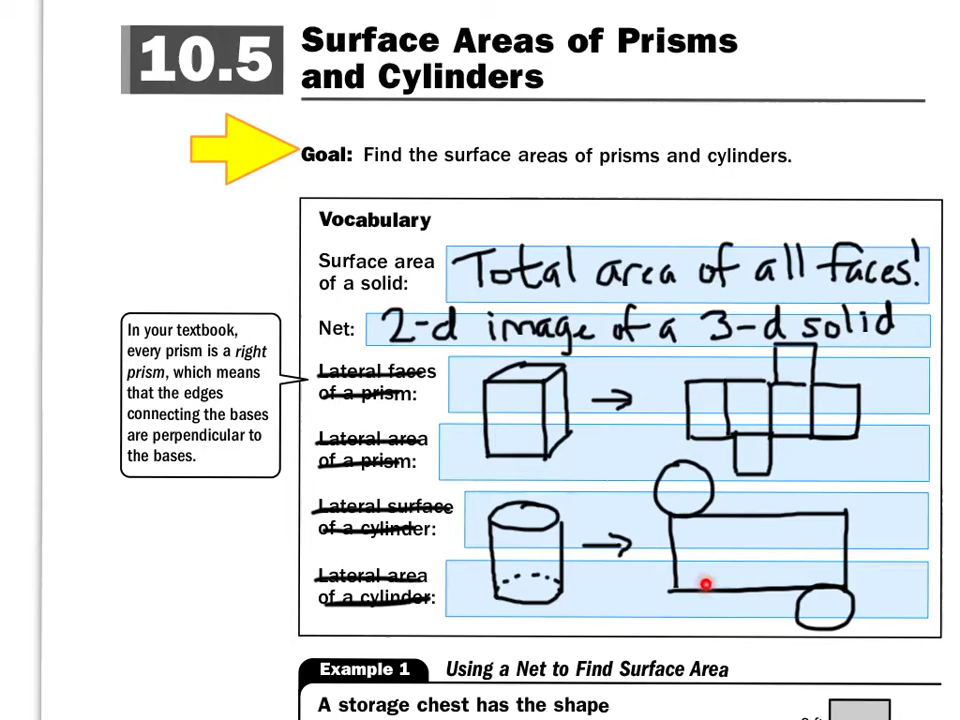 10.5
Surface Areas of Prisms
and Cylinders
Goal: Find the surface areas of prisms and cylinders.
Vocabulary
Surface area
of a solid:
Total area of all faces!
Net:
2-d image of a 3-d solid
In your textbook,
every prism is a right
prism, which means
that the edges
connecting the bases
are perpendicular to
the bases.
Lateral faces
of a prism:
Lateral area
of a prism:
Lateral surface
of a cylinder:
Lateral area
of a cylinder:
Example 1
Using a Net to Find Surface Area
A storage chest has the shape